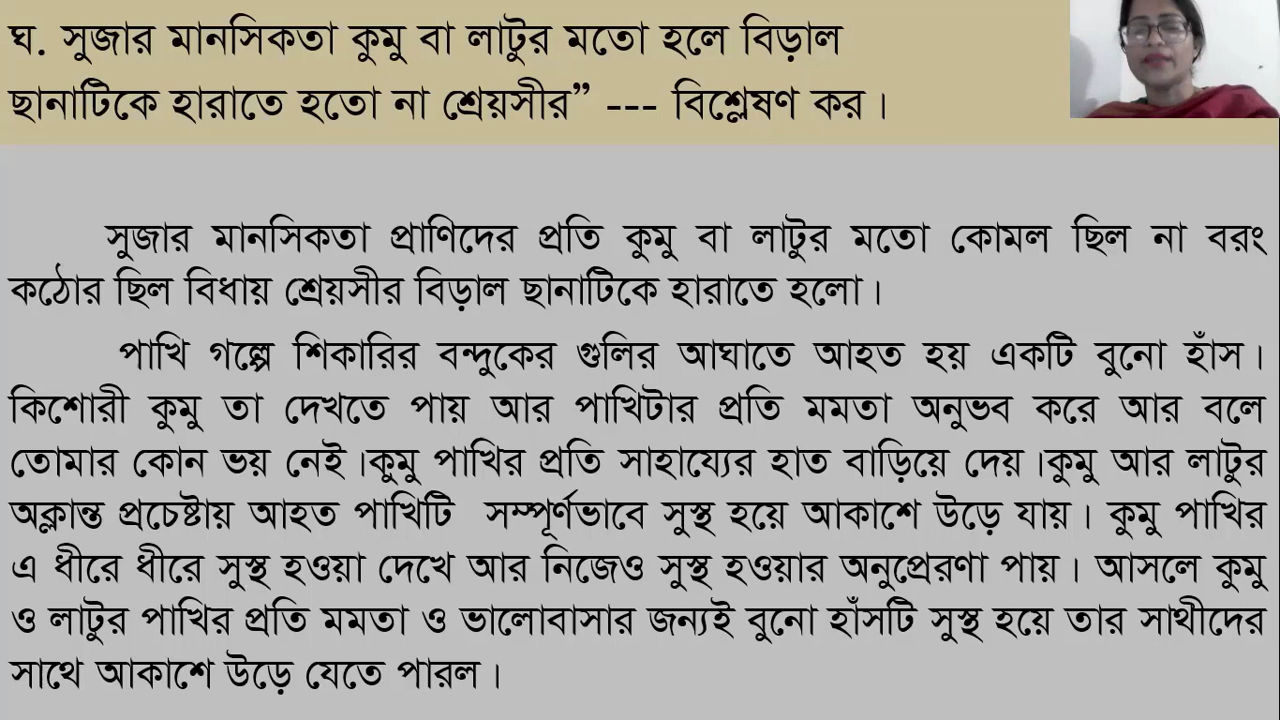 ঘ. সুজার মানসিকতা কুমু বা লাটুর মতো হলে বিড়াল
ছানাটিকে হারাতে হতো না শ্রেয়সীর” --- বিশ্লেষণ কর।
সুজার মানসিকতা প্রাণিদের প্রতি কুমু বা লাটুর মতো কোমল ছিল না বরং
কঠোর ছিল বিধায় শ্রেয়সীর বিড়াল ছানাটিকে হারাতে হলো।
পাখি গল্পে শিকারির বন্দুকের গুলির আঘাতে আহত হয় একটি বুনো হাঁস।
কিশোরী কুমু তা দেখতে পায় আর পাখিটার প্রতি মমতা অনুভব করে আর বলে
তোমার কোন ভয় নেই।কুমু পাখির প্রতি সাহায্যের হাত বাড়িয়ে দেয়।কুমু আর লাটুর
অক্লান্ত প্রচেষ্টায় আহত পাখিটি সম্পূর্ণভাবে সুস্থ হয়ে আকাশে উড়ে যায়। কুমু পাখির
এ ধীরে ধীরে সুস্থ হওয়া দেখে আর নিজেও সুস্থ হওয়ার অনুপ্রেরণা পায়। আসলে কুমু
ও লাটুর পাখির প্রতি মমতা ও ভালোবাসার জন্যই বুনো হাঁসটি সুস্থ হয়ে তার সাথীদের
সাথে আকাশে উড়ে যেতে পারল।